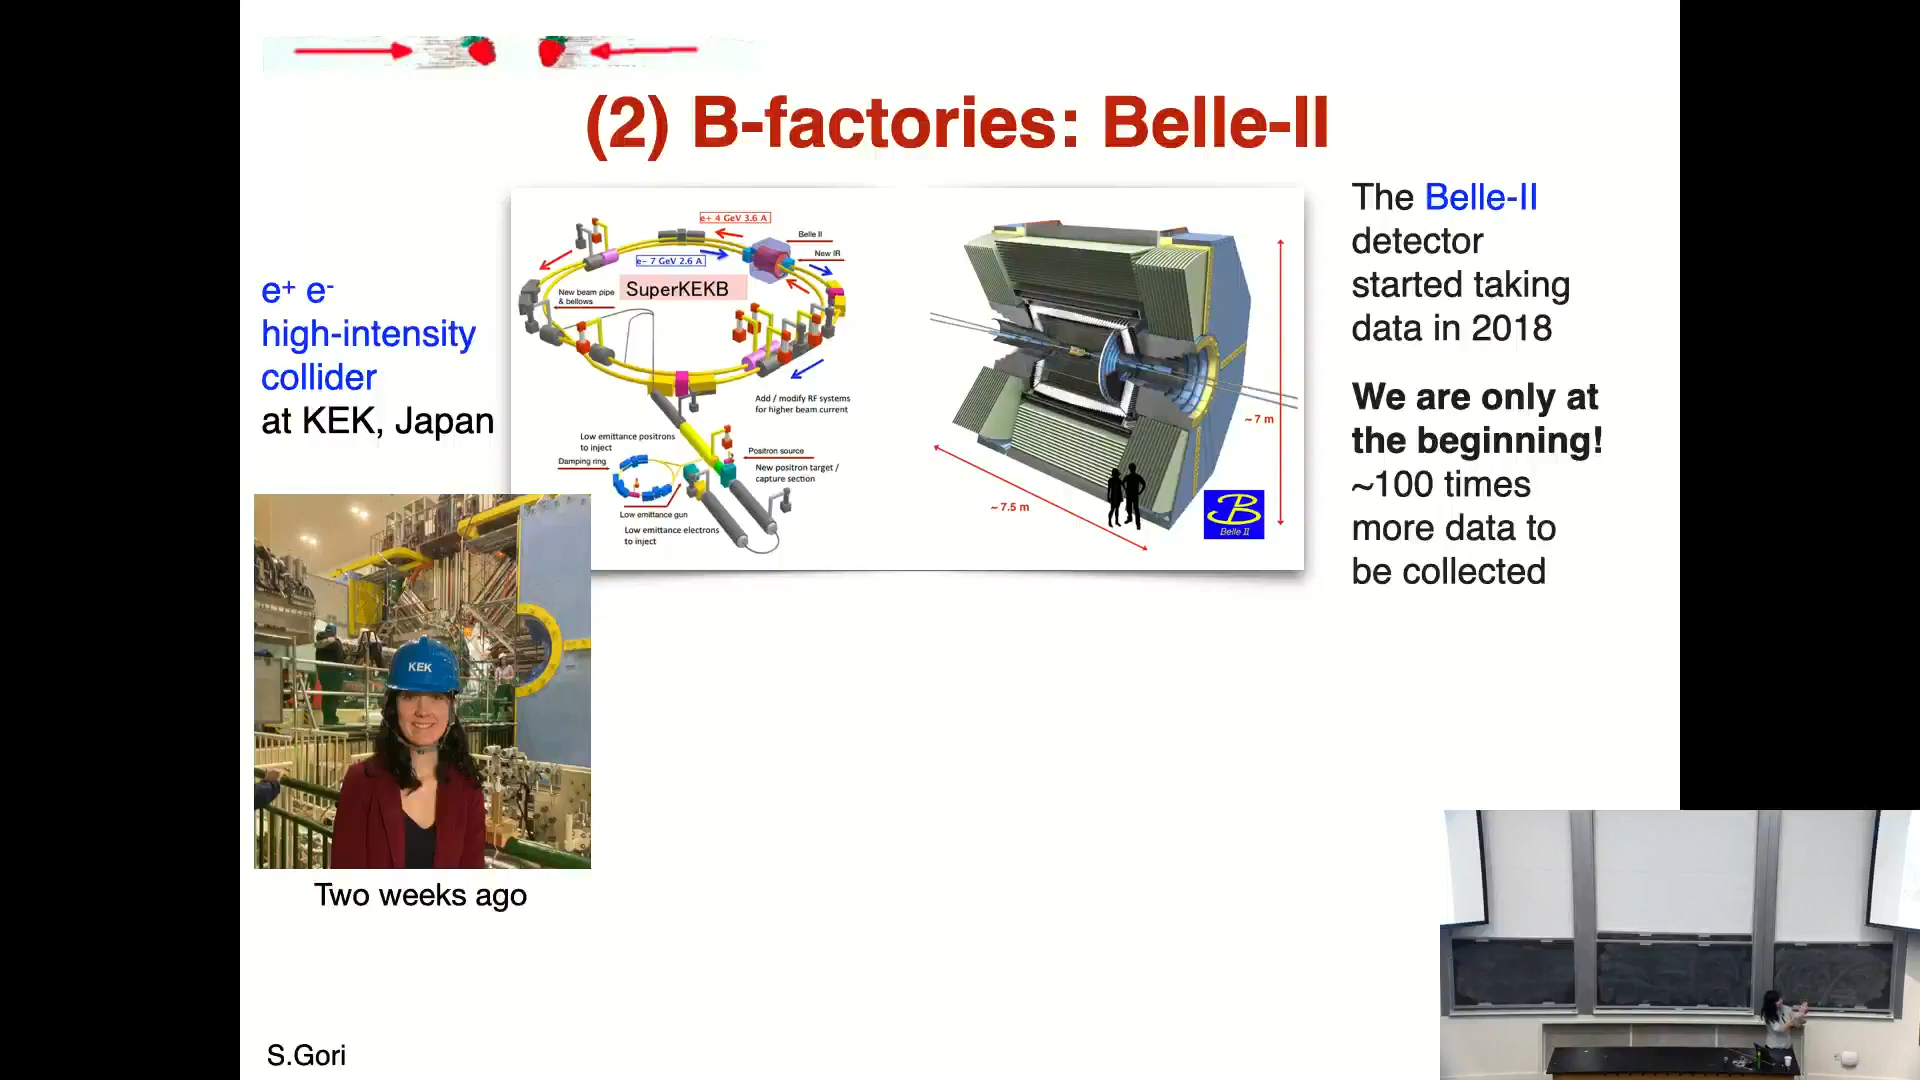 (2) B-factories: Belle-II
e+ e-
high-intensity
collider
at KEK, Japan
e+ 4 GeV 3.6 A
Belle II
New IR
e- 7 GeV 2.6 A
SuperKEKB
New beam pipe
& bellows
Add / modify RF systems
for higher beam current
Low emittance positrons
to inject
Damping ring
Positron source
New positron target /
capture section
Low emittance gun
Low emittance electrons
to inject
~ 7 m
~ 7.5 m
Belle II
The Belle-II
detector
started taking
data in 2018
We are only at
the beginning!
~100 times
more data to
be collected
KEK
Two weeks ago
S.Gori